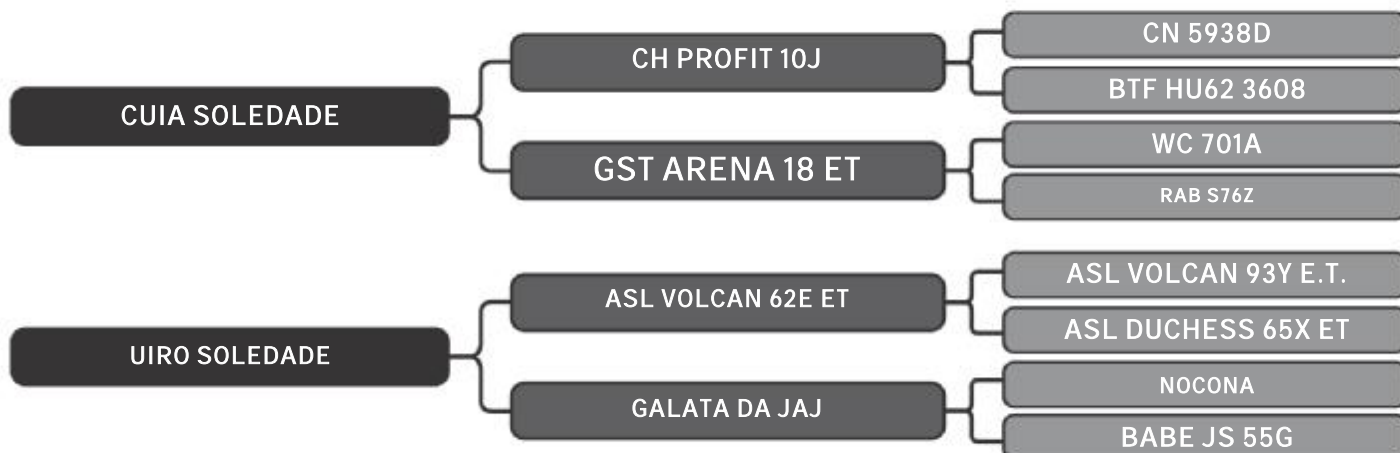 CUIA SOLEDADE
CH PROFIT 10J
CN 5938D
BTF HU62 3608
GST ARENA 18 ET
WC 701A
RAB S76Z
UIRO SOLEDADE
ASL VOLCAN 62E ET
ASL VOLCAN 93Y E.T.
ASL DUCHESS 65X ET
GALATA DA JAJ
NOCONA
BABE JS 55G